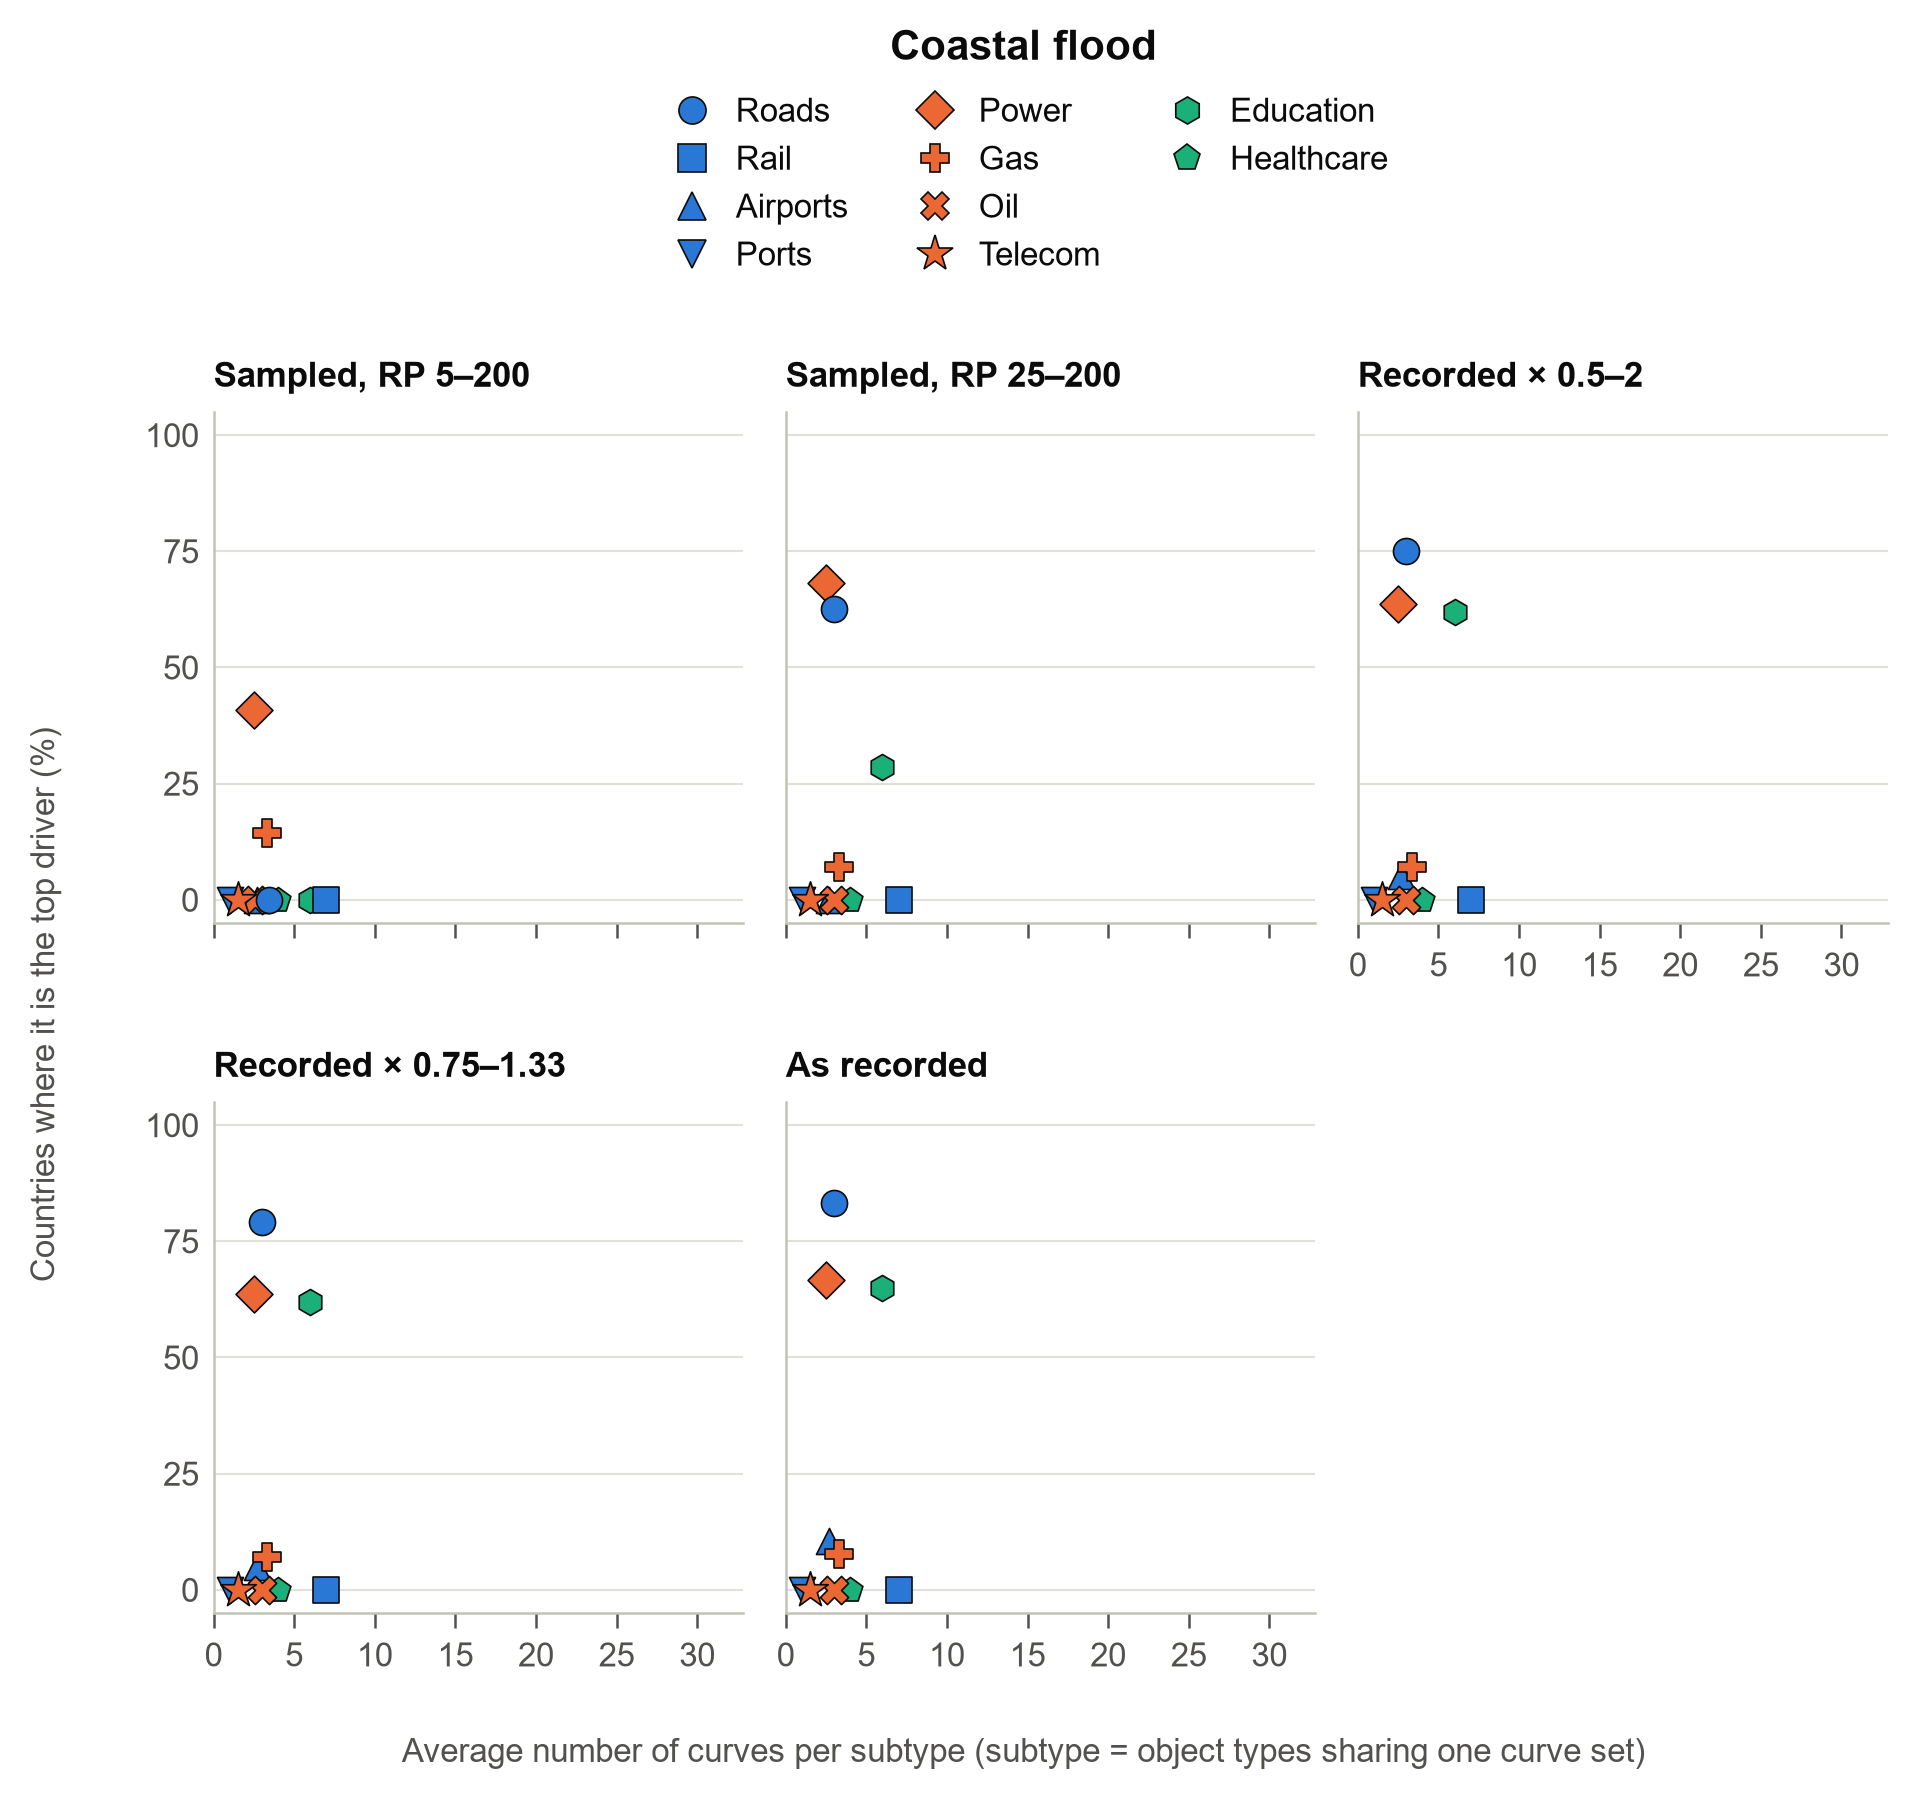 Coastal flood
Roads
Rail
Airports
Ports
Power
Gas
Oil
Telecom
Education
Healthcare
Sampled, RP 5–200
Sampled, RP 25–200
Recorded × 0.5–2
100
75
50
25
0
0 5 10 15 20 25 30
Recorded × 0.75–1.33
As recorded
100
75
50
25
0
0 5 10 15 20 25 30
0 5 10 15 20 25 30
Countries where it is the top driver (%)
Average number of curves per subtype (subtype = object types sharing one curve set)